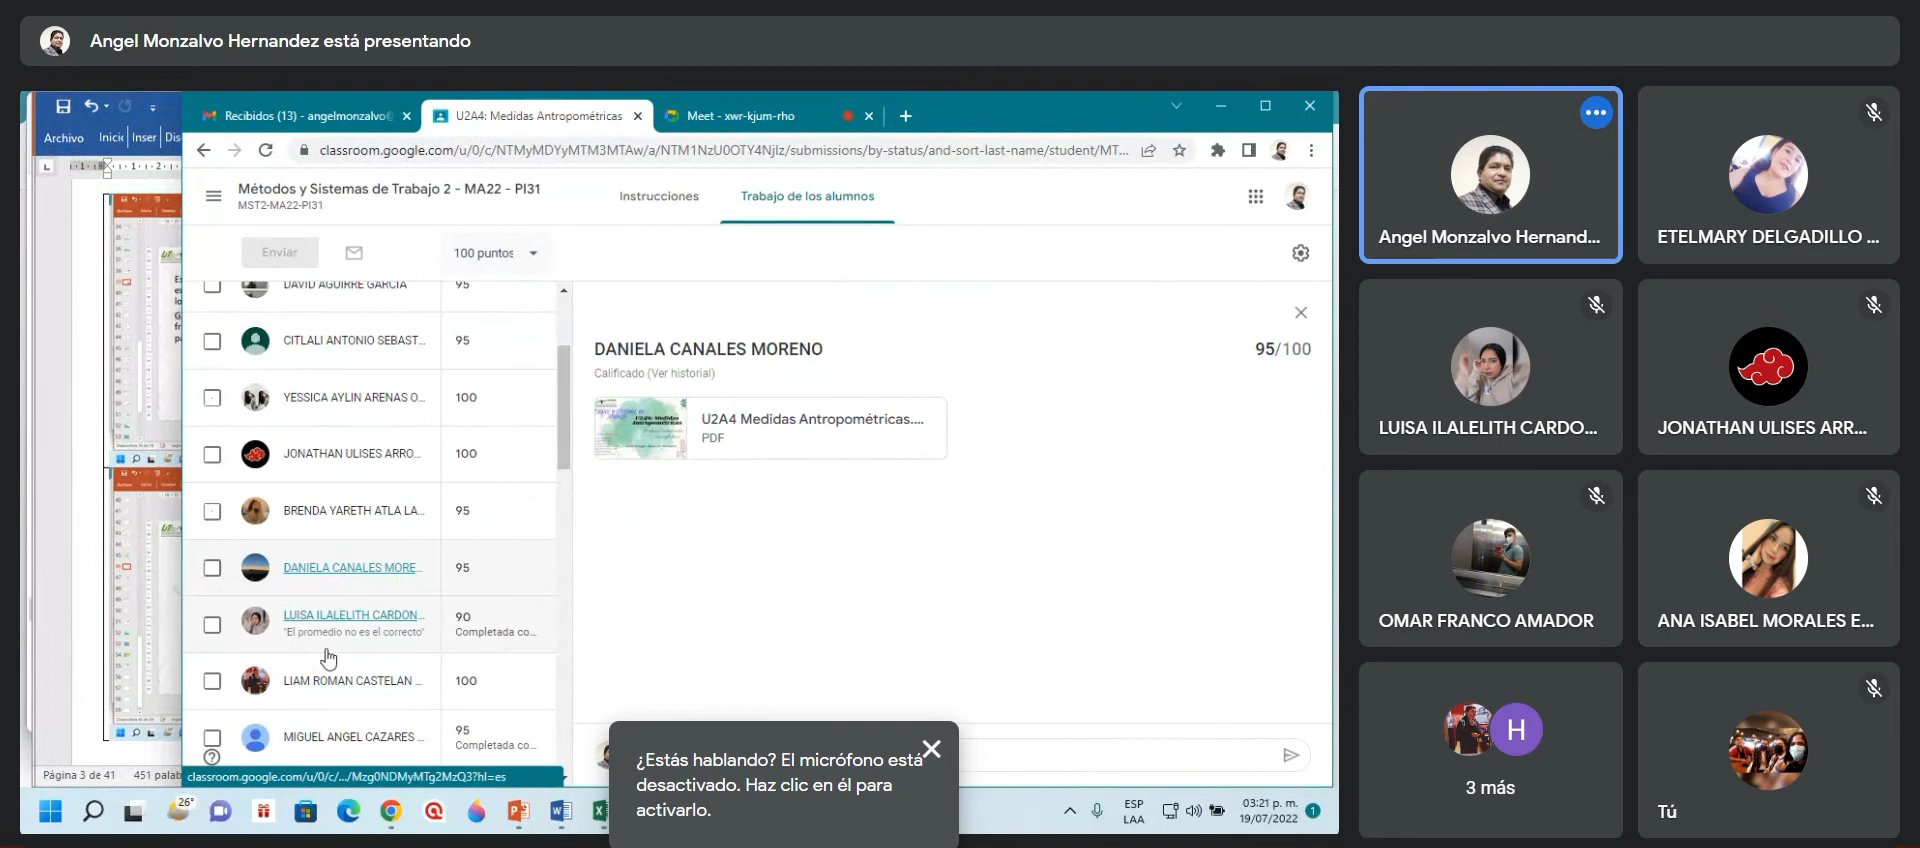 Angel Monzalvo Hernandez está presentando
Archivo
Inicio
Inser
Dis
Recibidos (13) - angelmonzalvo@
U2A4: Medidas Antropométricas
Meet - xwr-kjum-rho
classroom.google.com/u/0/c/NTMyMDYyMTM3MTAw/a/NTM1NzU0OTY4Njlz/submissions/by-status/and-sort-last-name/student/MT...
Métodos y Sistemas de Trabajo 2 - MA22 - PI31
MST2-MA22-PI31
Instrucciones
Trabajo de los alumnos
Enviar
100 puntos
DAVID AGUIRRE GARCIA
95
CITLALI ANTONIO SEBAST...
95
YESSICA AYLIN ARENAS O...
100
JONATHAN ULISES ARRO...
100
BRENDA YARETH ATLA LA...
95
DANIELA CANALES MORE...
95
LUISA ILALELITH CARDON...
"El promedio no es el correcto"
90
Completada co...
LIAM ROMAN CASTELAN ...
100
MIGUEL ANGEL CAZARES ...
95
Completada co...
DANIELA CANALES MORENO
95/100
Calificado (Ver historial)
U2A4 Medidas Antropométricas....
PDF
classroom.google.com/u/0/c/.../Mzg0NDMyMTg2MzQ3?hl=es
Página 3 de 41
451 palab
¿Estás hablando? El micrófono está
desactivado. Haz clic en él para
activarlo.
26°
ESP
LAA
03:21 p. m.
19/07/2022
1
Angel Monzalvo Hernand...
ETELMARY DELGADILLO ...
LUISA ILALELITH CARDO...
JONATHAN ULISES ARR...
OMAR FRANCO AMADOR
ANA ISABEL MORALES E...
H
3 más
Tú